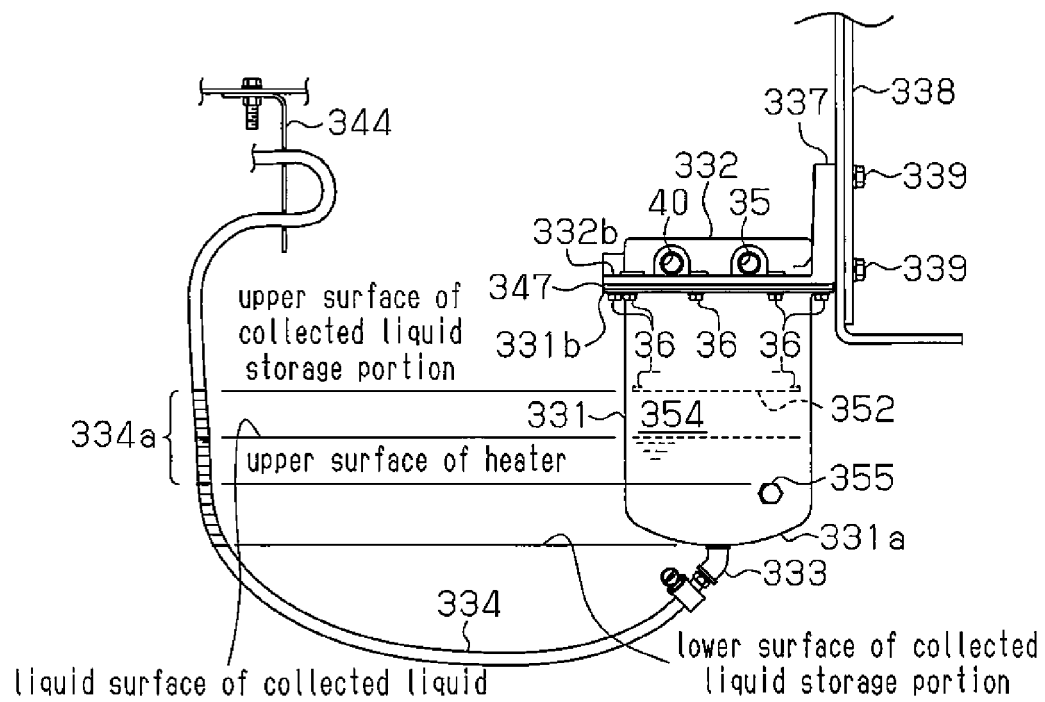 338
337
344
332
339
40
35
332b
347
339
upper surface of
collected liquid
storage portion
331b
36
36
36
331
354
352
334a
upper surface of heater
355
331a
333
334
lower surface of collected
liquid storage portion
liquid surface of collected liquid